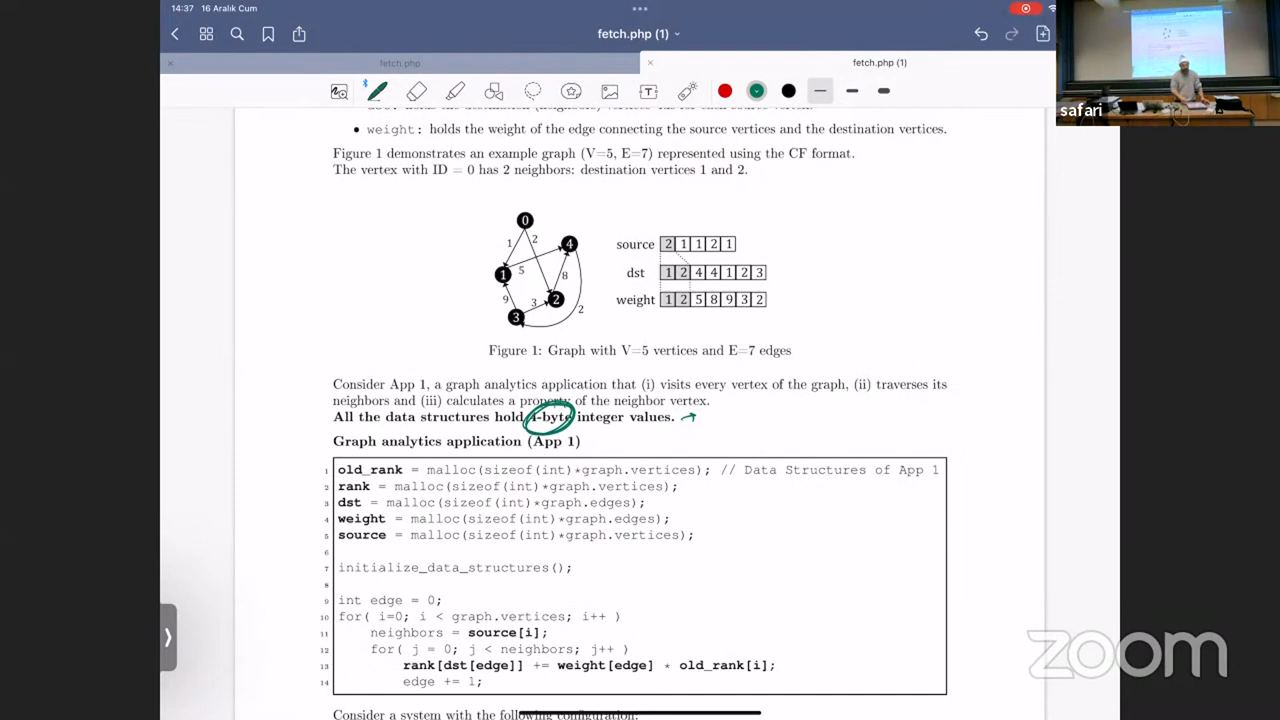 14:37 16 Aralık Cum
fetch.php (1)
fetch.php
fetch.php (1)
safari
• weight: holds the weight of the edge connecting the source vertices and the destination vertices.
Figure 1 demonstrates an example graph (V=5, E=7) represented using the CF format.
The vertex with ID = 0 has 2 neighbors: destination vertices 1 and 2.
0
1 2 4
5
1 8
9 3 2 2
3
source 2 1 1 2 1
dst 1 2 4 4 1 2 3
weight 1 2 5 8 9 3 2
Figure 1: Graph with V=5 vertices and E=7 edges
Consider App 1, a graph analytics application that (i) visits every vertex of the graph, (ii) traverses its
neighbors and (iii) calculates a property of the neighbor vertex.
All the data structures hold 4-byte integer values.
Graph analytics application (App 1)
1 old_rank = malloc(sizeof(int)*graph.vertices); // Data Structures of App 1
2 rank = malloc(sizeof(int)*graph.vertices);
3 dst = malloc(sizeof(int)*graph.edges);
4 weight = malloc(sizeof(int)*graph.edges);
5 source = malloc(sizeof(int)*graph.vertices);
6
7 initialize_data_structures();
8
9 int edge = 0;
10 for( i=0; i < graph.vertices; i++ )
11 neighbors = source[i];
12 for( j = 0; j < neighbors; j++ )
13 rank[dst[edge]] += weight[edge] * old_rank[i];
14 edge += 1;
Consider a system with the following configuration:
zoom